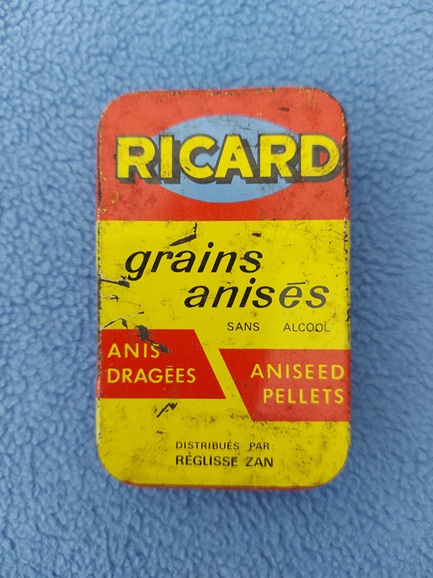 RICARD
grains
anisés
SANS ALCOOL
ANIS
DRAGÉES
ANISEED
PELLETS
DISTRIBUÉS PAR
RÉGLISSE ZAN